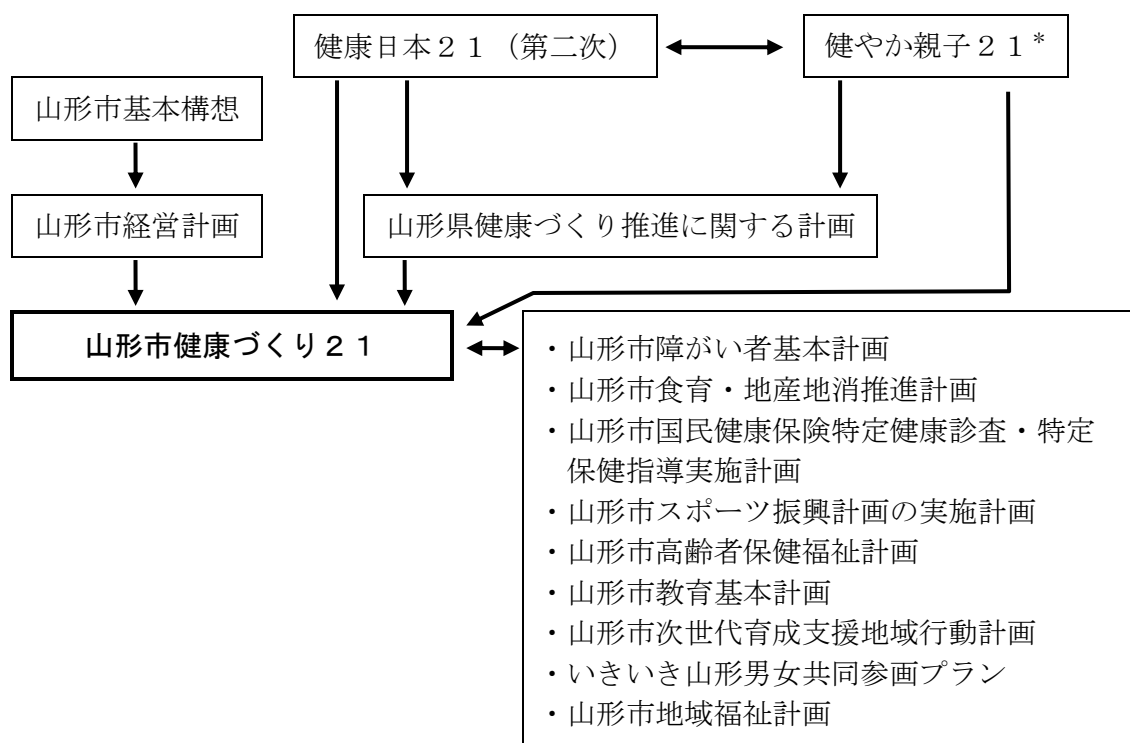 健康日本２１（第二次）
健やか親子２１*
山形市基本構想
山形市経営計画
山形県健康づくり推進に関する計画
山形市健康づくり２１
・山形市障がい者基本計画
・山形市食育・地産地消推進計画
・山形市国民健康保険特定健康診査・特定
保健指導実施計画
・山形市スポーツ振興計画の実施計画
・山形市高齢者保健福祉計画
・山形市教育基本計画
・山形市次世代育成支援地域行動計画
・いきいき山形男女共同参画プラン
・山形市地域福祉計画